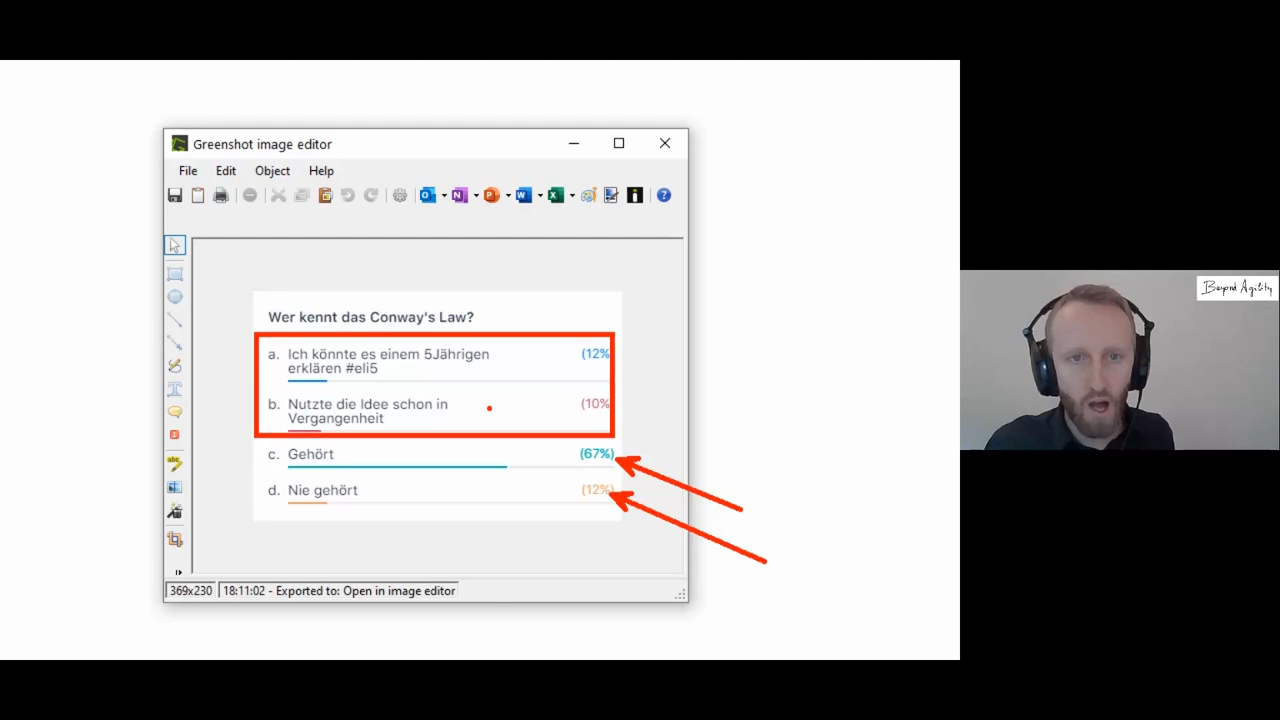 Greenshot image editor
File Edit Object Help
Wer kennt das Conway's Law?
a. Ich könnte es einem 5Jährigen (12%
erklären #eli5
b. Nutzte die Idee schon in (10%
Vergangenheit
c. Gehört (67%)
d. Nie gehört (12%)
369x230 18:11:02 - Exported to: Open in image editor
Beyond Agility